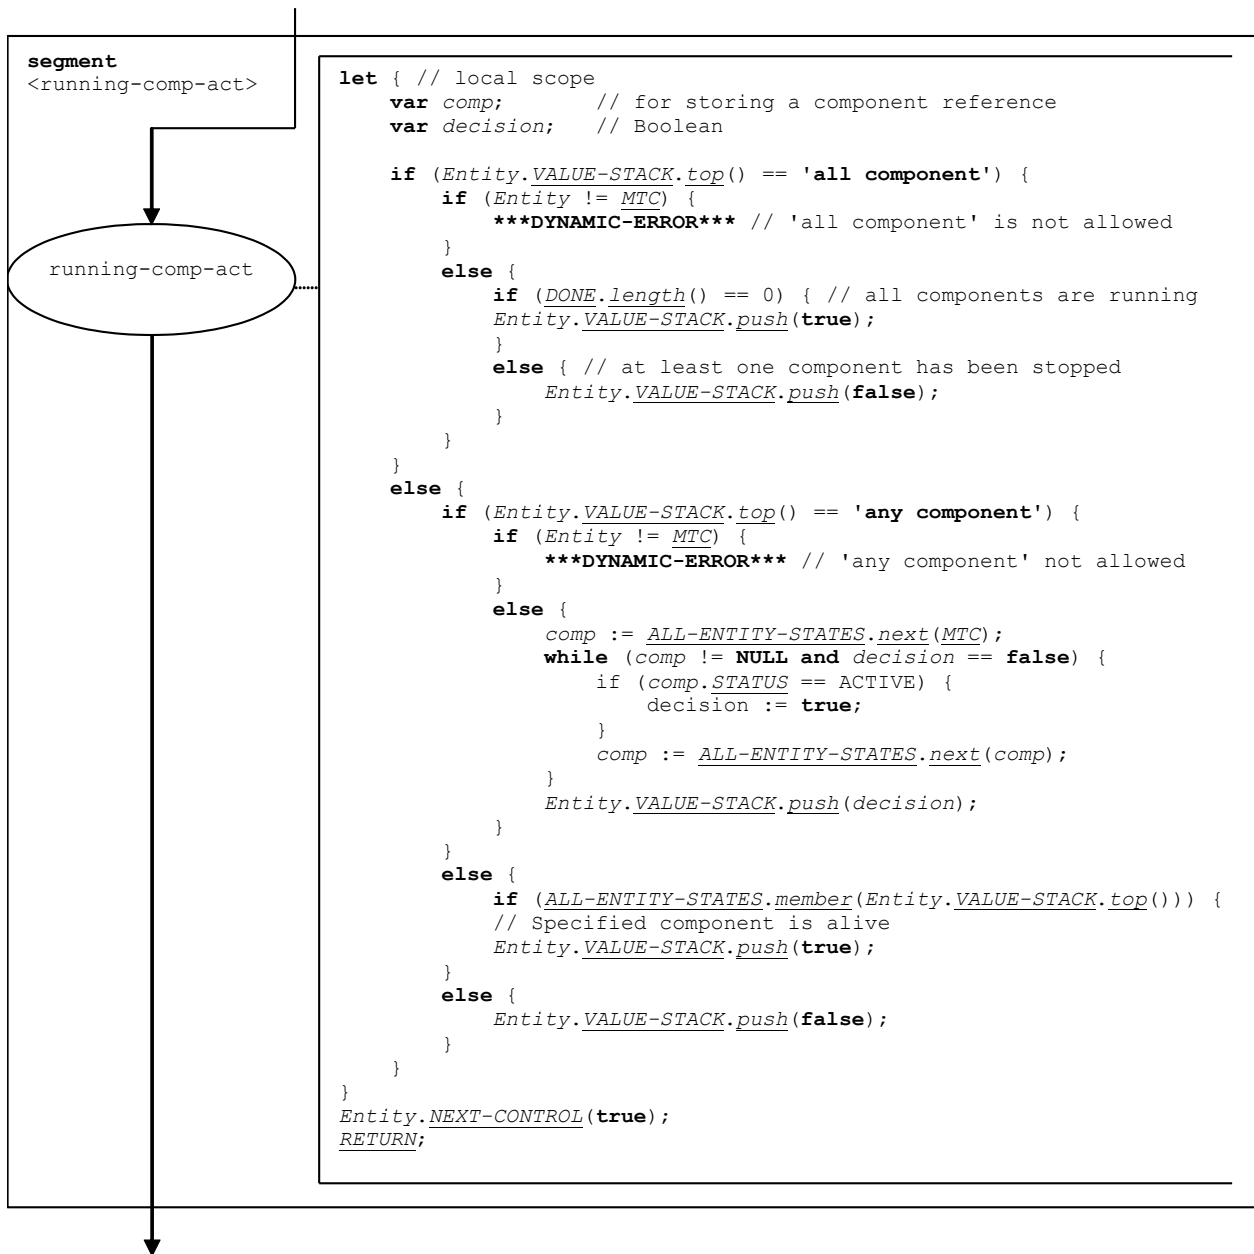 segment
<running-comp-act>
running-comp-act
let { // local scope
    var comp;       // for storing a component reference
    var decision;   // Boolean
    if (Entity.VALUE-STACK.top() == 'all component') {
        if (Entity != MTC) {
            ***DYNAMIC-ERROR*** // 'all component' is not allowed
        }
        else {
            if (DONE.length() == 0) { // all components are running
            Entity.VALUE-STACK.push(true);
            }
            else { // at least one component has been stopped
                Entity.VALUE-STACK.push(false);
            }
        }
    }
    else {
        if (Entity.VALUE-STACK.top() == 'any component') {
            if (Entity != MTC) {
                ***DYNAMIC-ERROR*** // 'any component' not allowed
            }
            else {
                comp := ALL-ENTITY-STATES.next(MTC);
                while (comp != NULL and decision == false) {
                    if (comp.STATUS == ACTIVE) {
                        decision := true;
                    }
                    comp := ALL-ENTITY-STATES.next(comp);
                }
                Entity.VALUE-STACK.push(decision);
            }
        }
        else {
            if (ALL-ENTITY-STATES.member(Entity.VALUE-STACK.top())) {
            // Specified component is alive
            Entity.VALUE-STACK.push(true);
        }
        else {
            Entity.VALUE-STACK.push(false);
        }
    }
}
Entity.NEXT-CONTROL(true);
RETURN;